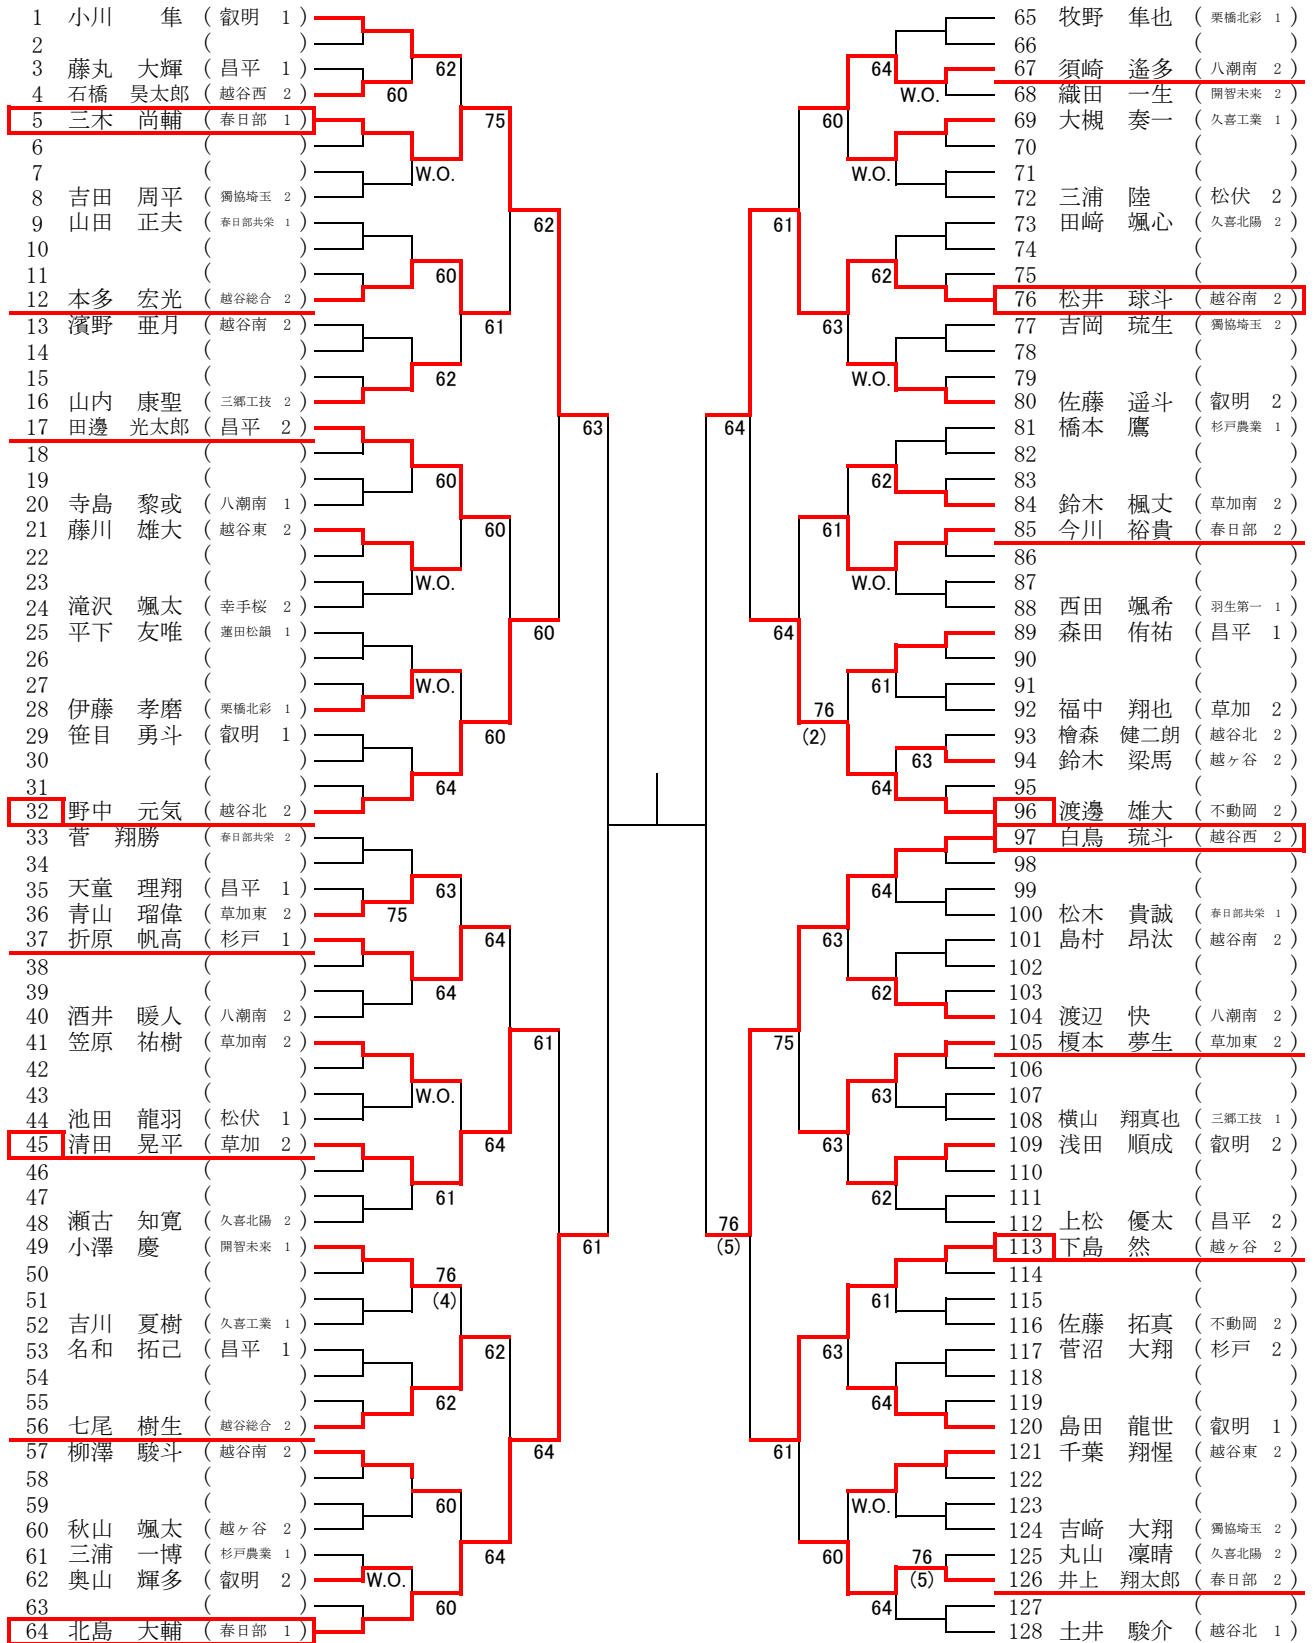 1 小川 隼 ( 叡明 1 )
2 ( )
3 藤丸 大輝 ( 昌平 1 )
4 石橋 昊太郎 ( 越谷西 2 )
5 三木 尚輔 ( 春日部 1 )
6 ( )
7 ( )
8 吉田 周平 ( 獨協埼玉 2 )
9 山田 正夫 ( 春日部共栄 1 )
10 ( )
11 ( )
12 本多 宏光 ( 越谷総合 2 )
13 濱野 亜月 ( 越谷南 2 )
14 ( )
15 ( )
16 山内 康聖 ( 三郷工技 2 )
17 田邊 光太郎 ( 昌平 2 )
18 ( )
19 ( )
20 寺島 黎或 ( 八潮南 1 )
21 藤川 雄大 ( 越谷東 2 )
22 ( )
23 ( )
24 滝沢 颯太 ( 幸手桜 2 )
25 平下 友唯 ( 蓮田松韻 1 )
26 ( )
27 ( )
28 伊藤 孝磨 ( 栗橋北彩 1 )
29 笹目 勇斗 ( 叡明 1 )
30 ( )
31 ( )
32 野中 元気 ( 越谷北 2 )
33 菅 翔勝 ( 春日部共栄 2 )
34 ( )
35 天童 理翔 ( 昌平 1 )
36 青山 瑠偉 ( 草加東 2 )
37 折原 帆高 ( 杉戸 1 )
38 ( )
39 ( )
40 酒井 暖人 ( 八潮南 2 )
41 笠原 祐樹 ( 草加南 2 )
42 ( )
43 ( )
44 池田 龍羽 ( 松伏 1 )
45 清田 晃平 ( 草加 2 )
46 ( )
47 ( )
48 瀬古 知寛 ( 久喜北陽 2 )
49 小澤 慶 ( 開智未来 1 )
50 ( )
51 ( )
52 吉川 夏樹 ( 久喜工業 1 )
53 名和 拓己 ( 昌平 1 )
54 ( )
55 ( )
56 七尾 樹生 ( 越谷総合 2 )
57 柳澤 駿斗 ( 越谷南 2 )
58 ( )
59 ( )
60 秋山 颯太 ( 越ヶ谷 2 )
61 三浦 一博 ( 杉戸農業 1 )
62 奥山 輝多 ( 叡明 2 )
63 ( )
64 北島 大輔 ( 春日部 1 )
60
75
W.O.
62
W.O.
60
62
60
W.O.
W.O.
64
63
64
W.O.
61
76
(4)
62
60
60
75
61
60
60
64
64
62
64
62
60
61
64
63
61
65 牧野 隼也 ( 栗橋北彩 1 )
66 ( )
67 須崎 遙多 ( 八潮南 2 )
68 織田 一生 ( 開智未来 2 )
69 大槻 奏一 ( 久喜工業 1 )
70 ( )
71 ( )
72 三浦 陸 ( 松伏 2 )
73 田﨑 颯心 ( 久喜北陽 2 )
74 ( )
75 ( )
76 松井 球斗 ( 越谷南 2 )
77 吉岡 琉生 ( 獨協埼玉 2 )
78 ( )
79 ( )
80 佐藤 遥斗 ( 叡明 2 )
81 橋本 鷹 ( 杉戸農業 1 )
82 ( )
83 ( )
84 鈴木 楓丈 ( 草加南 2 )
85 今川 裕貴 ( 春日部 2 )
86 ( )
87 ( )
88 西田 颯希 ( 羽生第一 1 )
89 森田 侑祐 ( 昌平 1 )
90 ( )
91 ( )
92 福中 翔也 ( 草加 2 )
93 檜森 健二朗 ( 越谷北 2 )
94 鈴木 梁馬 ( 越ヶ谷 2 )
95 ( )
96 渡邊 雄大 ( 不動岡 2 )
97 白鳥 琉斗 ( 越谷西 2 )
98 ( )
99 ( )
100 松木 貴誠 ( 春日部共栄 1 )
101 島村 昂汰 ( 越谷南 2 )
102 ( )
103 ( )
104 渡辺 快 ( 八潮南 2 )
105 榎本 夢生 ( 草加東 2 )
106 ( )
107 ( )
108 横山 翔真也 ( 三郷工技 1 )
109 浅田 順成 ( 叡明 2 )
110 ( )
111 ( )
112 上松 優太 ( 昌平 2 )
113 下島 然 ( 越ヶ谷 2 )
114 ( )
115 ( )
116 佐藤 拓真 ( 不動岡 2 )
117 菅沼 大翔 ( 杉戸 2 )
118 ( )
119 ( )
120 島田 龍世 ( 叡明 1 )
121 千葉 翔惺 ( 越谷東 2 )
122 ( )
123 ( )
124 吉﨑 大翔 ( 獨協埼玉 2 )
125 丸山 凜晴 ( 久喜北陽 2 )
126 井上 翔太郎 ( 春日部 2 )
127 ( )
128 土井 駿介 ( 越谷北 1 )
W.O.
63
76
(5)
64
W.O.
62
W.O.
62
W.O.
61
64
64
62
63
62
61
64
W.O.
64
60
63
61
76
(2)
63
63
63
60
61
64
75
61
64
76
(5)